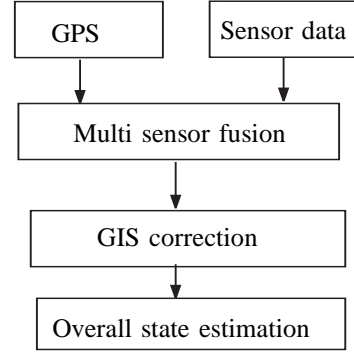 GPS
Sensor data
Multi sensor fusion
GIS correction
Overall state estimation